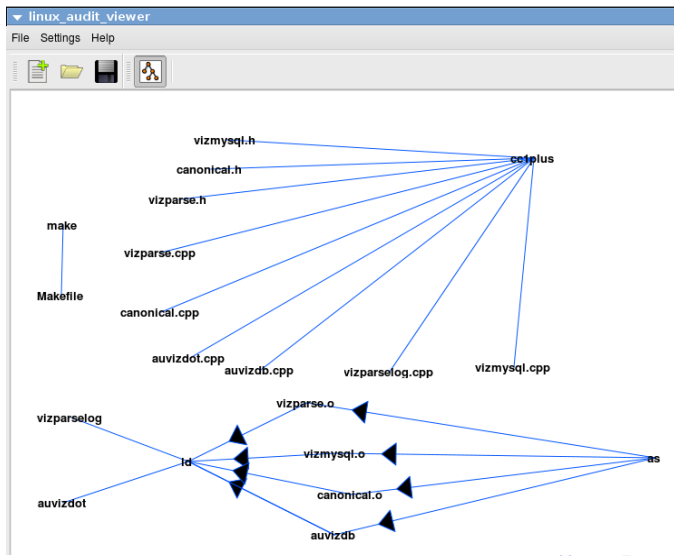 linux_audit_viewer
File Settings Help
vizmysql.h
cc1plus
canonical.h
vizparse.h
make
vizparse.cpp
Makefile
canonical.cpp
auvizdot.cpp
auvizdb.cpp
vizparselog.cpp
vizmysql.cpp
vizparse.o
vizparselog
vizmysql.o
ld
as
canonical.o
auvizdot
auvizdb